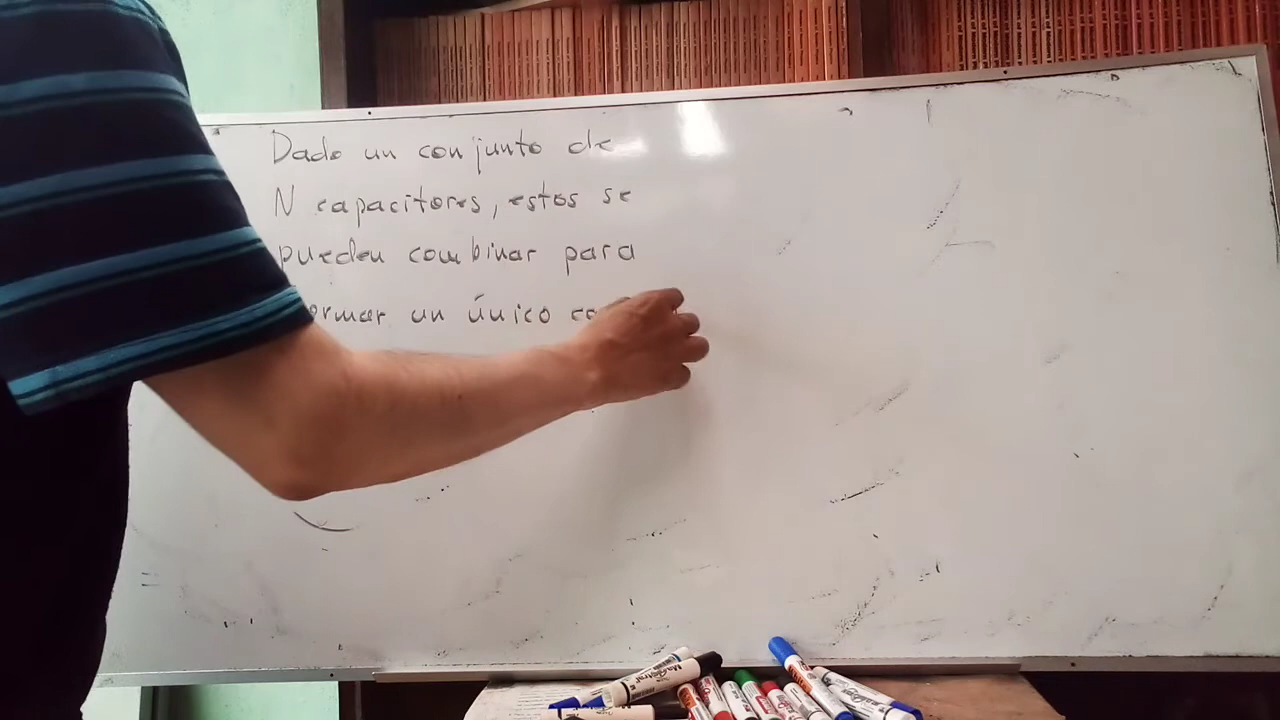 Dado un conjunto de
N capacitores, estos se
pueden combinar para
ormar un único